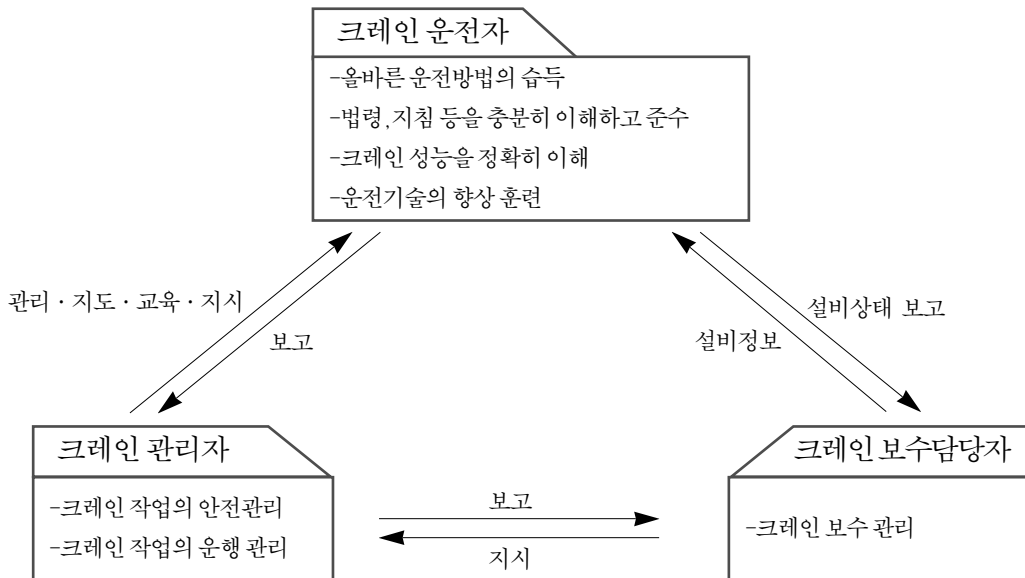 크레인 운전자
-올바른 운전방법의 습득
-법령,지침 등을 충분히 이해하고 준수
-크레인 성능을 정확히 이해
-운전기술의 향상 훈련
관리·지도·교육·지시
보고
설비상태 보고
설비정보
크레인 관리자
-크레인 작업의 안전관리
-크레인 작업의 운행 관리
보고
지시
크레인 보수담당자
-크레인 보수 관리